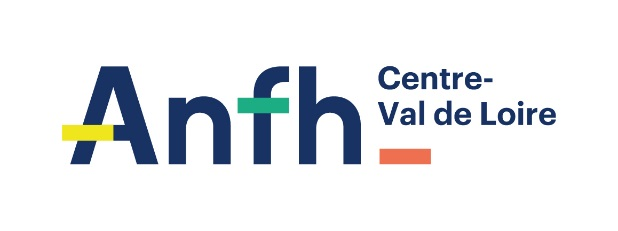 Anfh
Centre-
Val de Loire